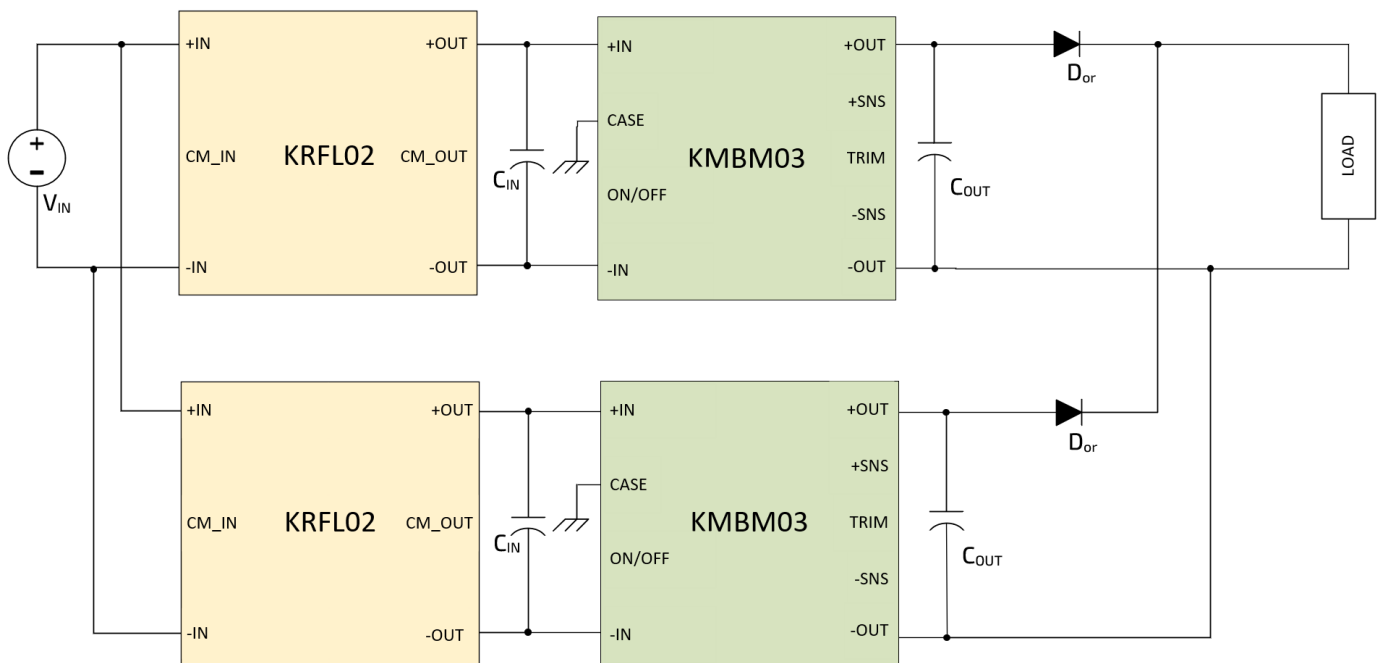 +IN
+OUT
CM_IN
KRFL02
CM_OUT
-IN
-OUT
+
-
VIN
CIN
+IN
CASE
ON/OFF
-IN
KMBM03
+OUT
+SNS
TRIM
-SNS
-OUT
COUT
Dor
LOAD
+IN
+OUT
CM_IN
KRFL02
CM_OUT
-IN
-OUT
CIN
+IN
CASE
ON/OFF
-IN
KMBM03
+OUT
+SNS
TRIM
-SNS
-OUT
COUT
Dor